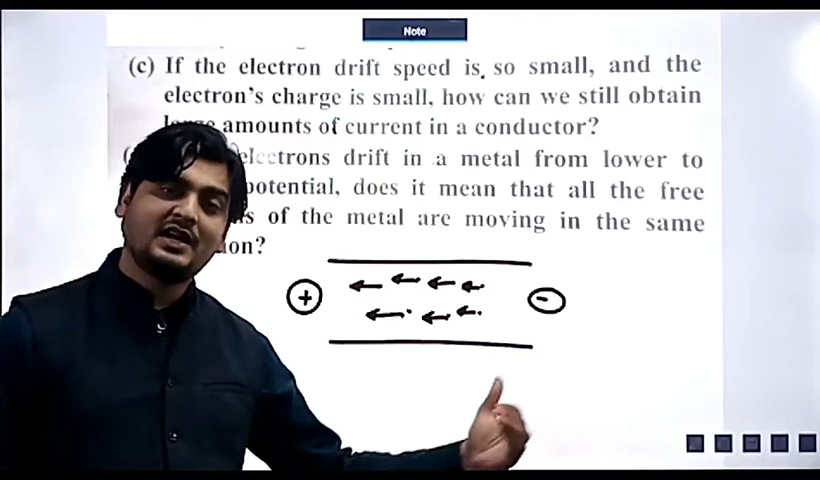 Note
(c) If the electron drift speed is so small, and the
electron's charge is small, how can we still obtain
large amounts of current in a conductor?
electrons drift in a metal from lower to
potential, does it mean that all the free
of the metal are moving in the same
+
-